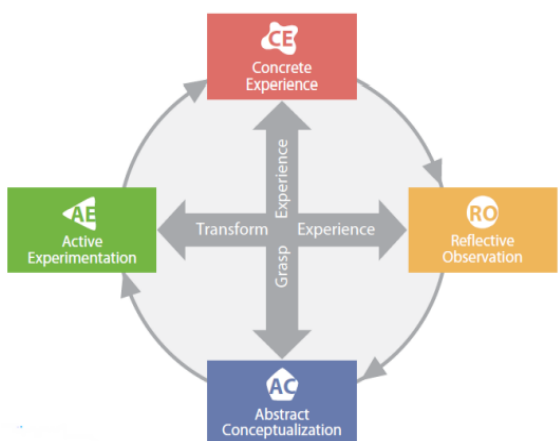 CE
Concrete
Experience
AE
Active
Experimentation
Transform Experience
Grasp Experience
RO
Reflective
Observation
AC
Abstract
Conceptualization